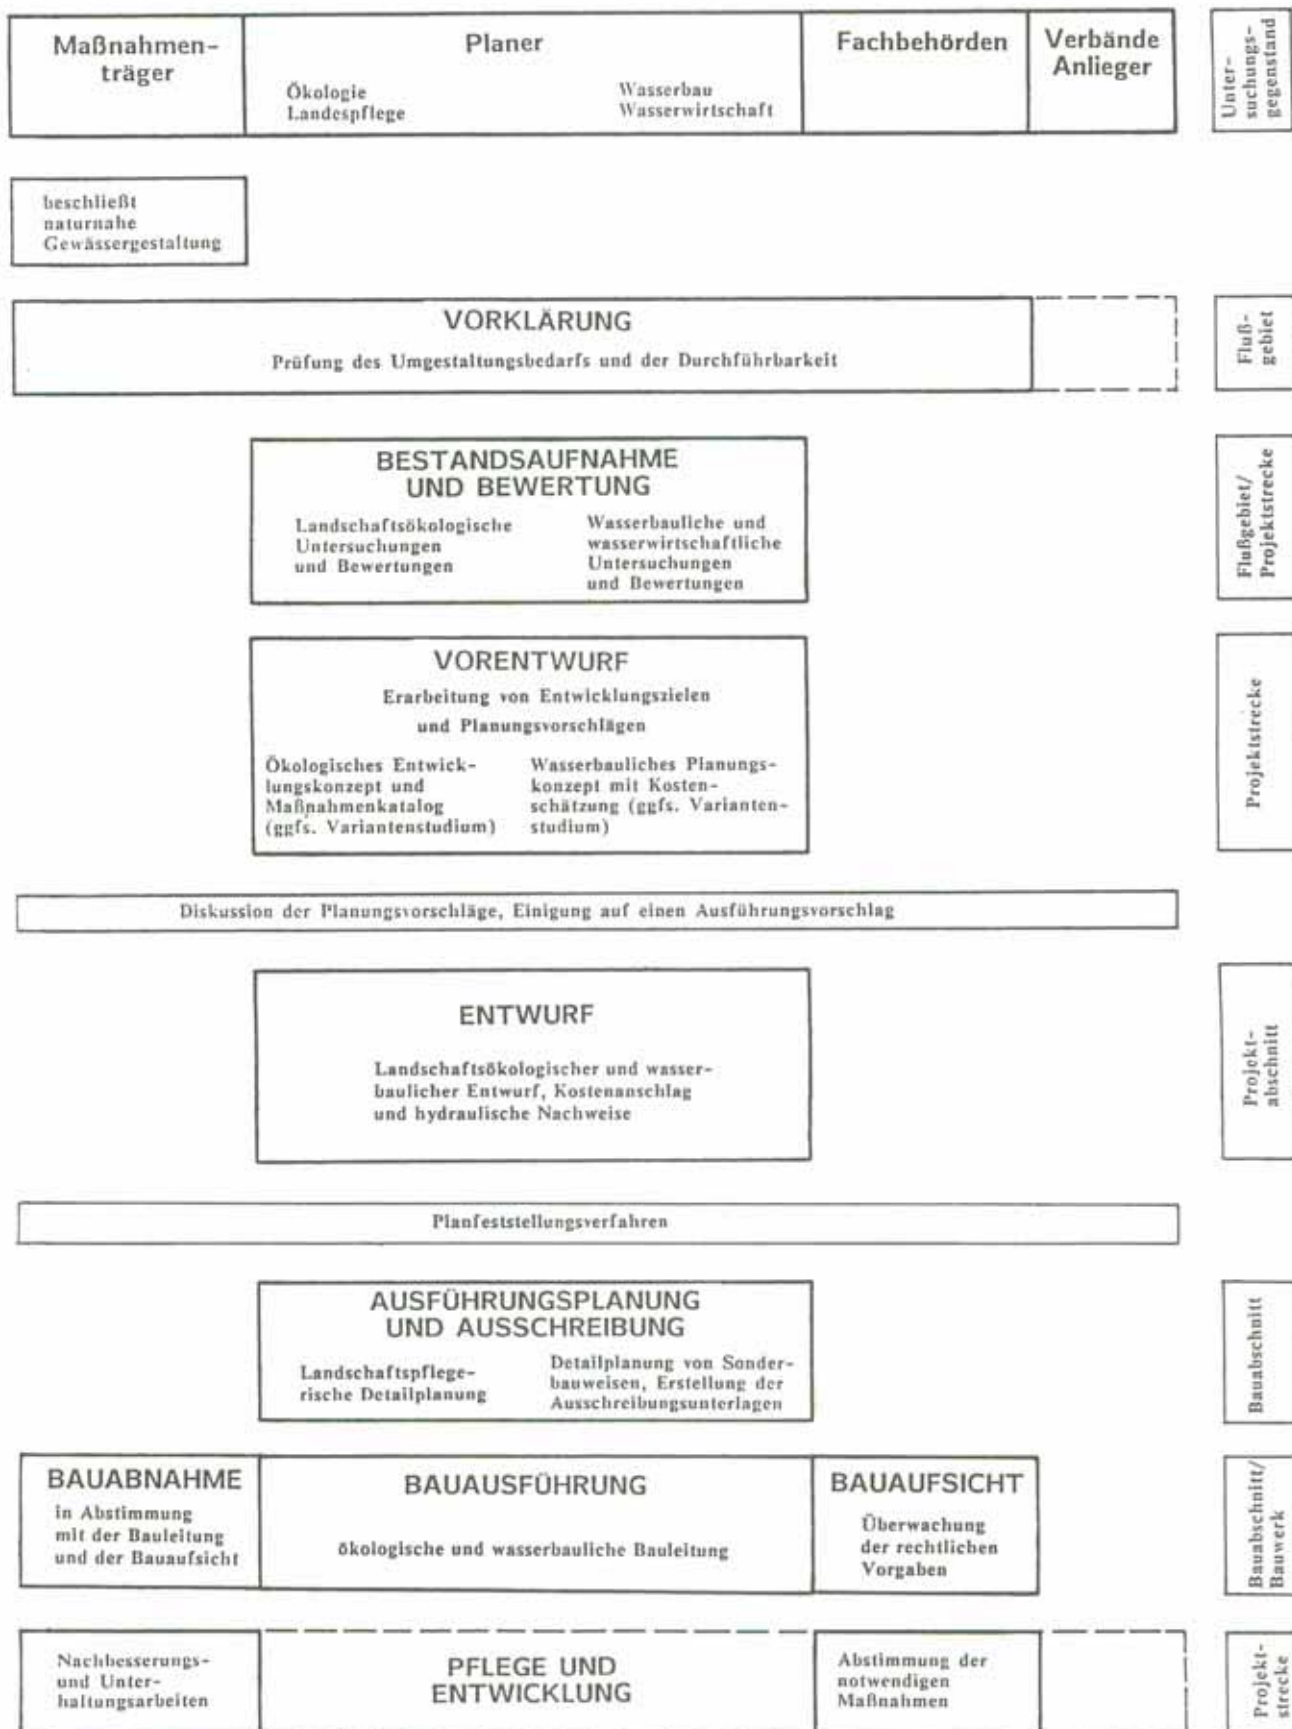 Maßnahmen-
träger
Planer
Ökologie
Landespflege
Wasserbau
Wasserwirtschaft
Fachbehörden
Verbände
Anlieger
Unter-
suchungs-
gegenstand
beschließt
naturnahe
Gewässergestaltung
VORKLÄRUNG
Prüfung des Umgestaltungsbedarfs und der Durchführbarkeit
Fluß-
gebiet
BESTANDSAUFNAHME
UND BEWERTUNG
Landschaftsökologische
Untersuchungen
und Bewertungen
Wasserbauliche und
wasserwirtschaftliche
Untersuchungen
und Bewertungen
Flußgebiet/
Projektstrecke
VORENTWURF
Erarbeitung von Entwicklungszielen
und Planungsvorschlägen
Ökologisches Entwick-
lungskonzept und
Maßnahmenkatalog
(ggfs. Variantenstudium)
Wasserbauliches Planungs-
konzept mit Kosten-
schätzung (ggfs. Varianten-
studium)
Projektstrecke
Diskussion der Planungsvorschläge, Einigung auf einen Ausführungsvorschlag
ENTWURF
Landschaftsökologischer und wasser-
baulicher Entwurf, Kostenanschlag
und hydraulische Nachweise
Projekt-
abschnitt
Planfeststellungsverfahren
AUSFÜHRUNGSPLANUNG
UND AUSSCHREIBUNG
Landschaftspflege-
rische Detailplanung
Detailplanung von Sonder-
bauweisen, Erstellung der
Ausschreibungsunterlagen
Bauabschnitt
BAUABNAHME
in Abstimmung
mit der Bauleitung
und der Bauaufsicht
BAUAUSFÜHRUNG
ökologische und wasserbauliche Bauleitung
BAUAUFSICHT
Überwachung
der rechtlichen
Vorgaben
Bauabschnitt/
Bauwerk
Nachbesserungs-
und Unter-
haltungsarbeiten
PFLEGE UND
ENTWICKLUNG
Abstimmung der
notwendigen
Maßnahmen
Projekt-
strecke